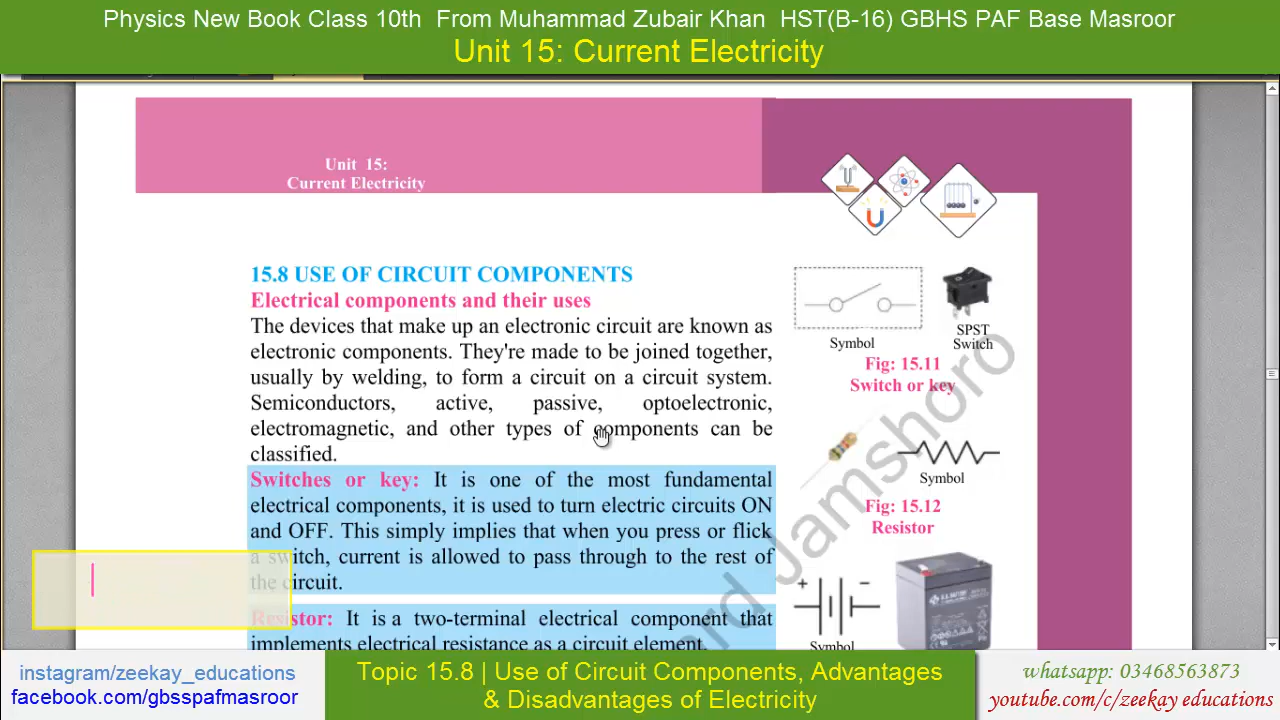 Physics New Book Class 10th From Muhammad Zubair Khan HST(B-16) GBHS PAF Base Masroor
Unit 15: Current Electricity
Unit 15:
Current Electricity
15.8 USE OF CIRCUIT COMPONENTS
Electrical components and their uses
The devices that make up an electronic circuit are known as
electronic components. They're made to be joined together,
usually by welding, to form a circuit on a circuit system.
Semiconductors, active, passive, optoelectronic,
electromagnetic, and other types of components can be
classified.
Switches or key: It is one of the most fundamental
electrical components, it is used to turn electric circuits ON
and OFF. This simply implies that when you press or flick
a switch, current is allowed to pass through to the rest of
the circuit.
Resistor: It is a two-terminal electrical component that
implements electrical resistance as a circuit element.
Symbol
SPST
Switch
Fig: 15.11
Switch or key
Symbol
Fig: 15.12
Resistor
+ -
Symbol
ard Jamshoro
instagram/zeekay_educations
facebook.com/gbsspafmasroor
Topic 15.8 | Use of Circuit Components, Advantages
& Disadvantages of Electricity
whatsapp: 03468563873
youtube.com/c/zeekay educations